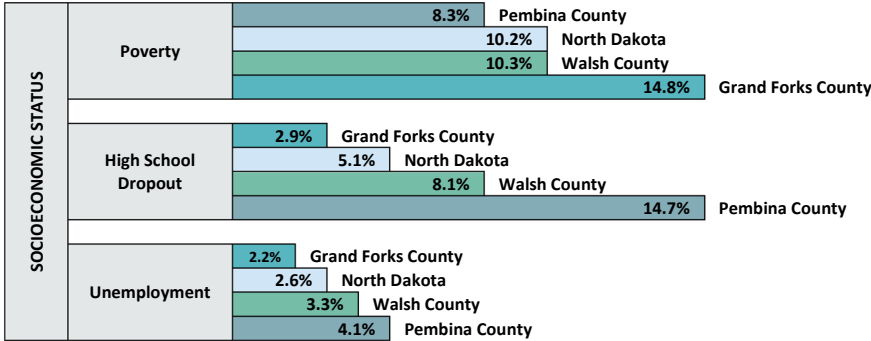 SOCIOECONOMIC STATUS
Poverty
8.3% Pembina County
10.2% North Dakota
10.3% Walsh County
14.8% Grand Forks County
High School
Dropout
2.9% Grand Forks County
5.1% North Dakota
8.1% Walsh County
14.7% Pembina County
Unemployment
2.2% Grand Forks County
2.6% North Dakota
3.3% Walsh County
4.1% Pembina County